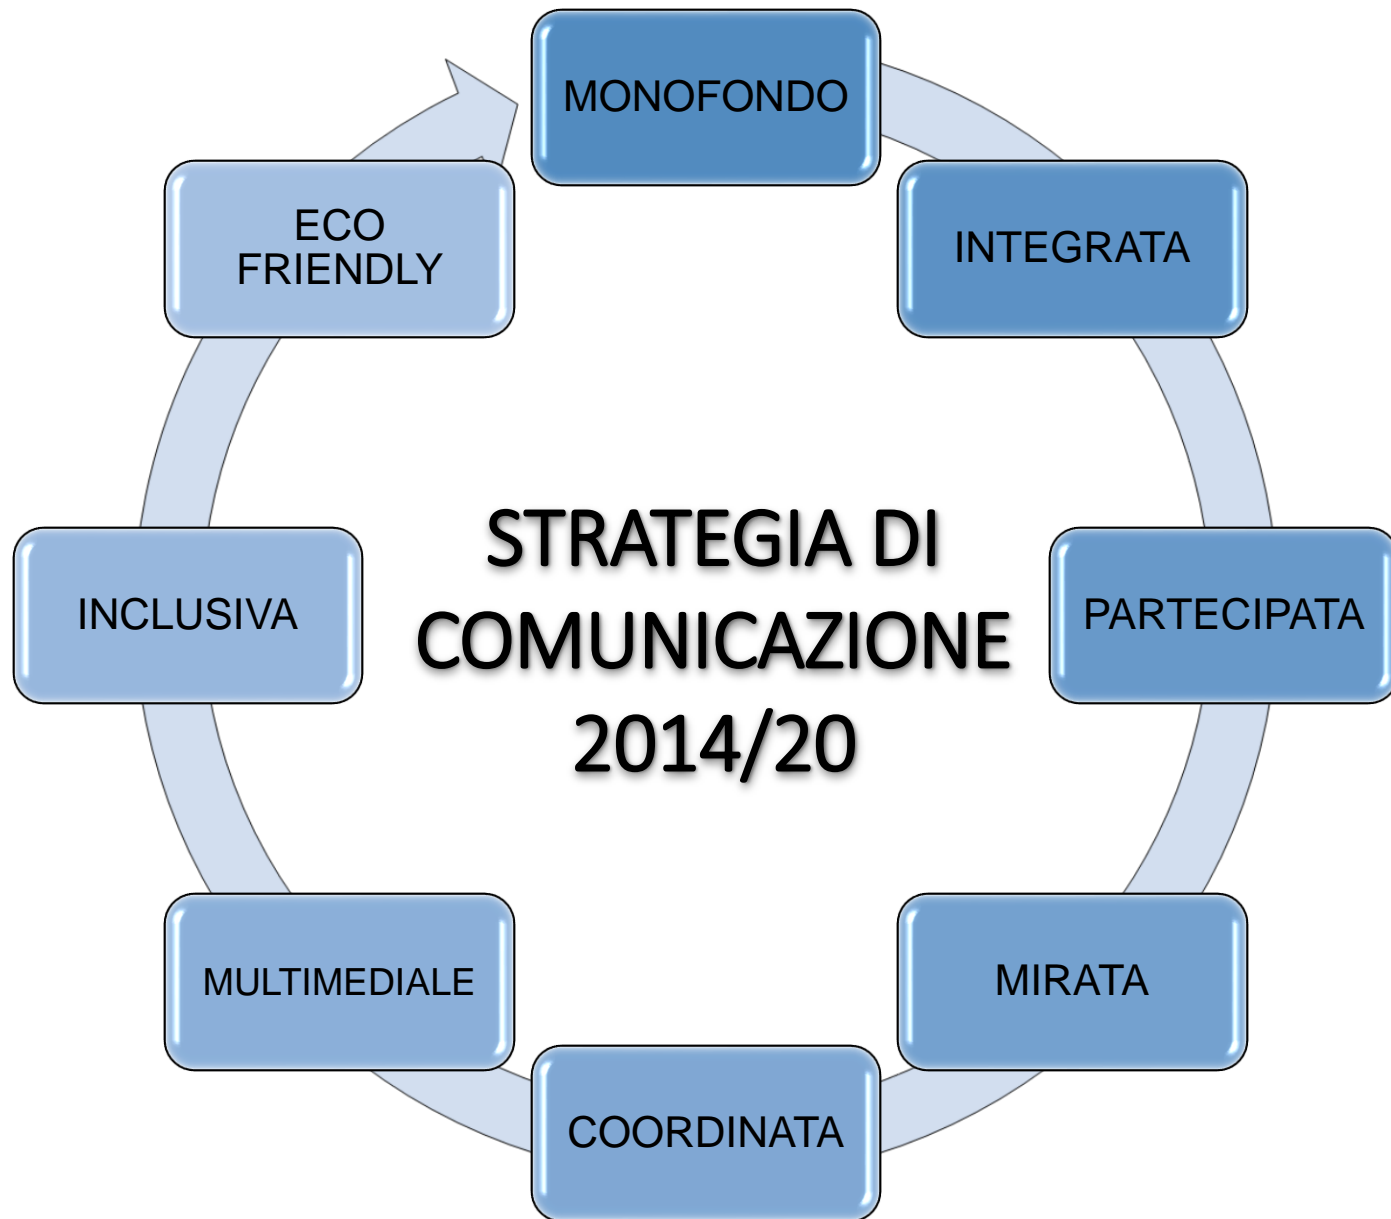 MONOFONDO
INTEGRATA
PARTECIPATA
MIRATA
COORDINATA
MULTIMEDIALE
INCLUSIVA
ECO
FRIENDLY
STRATEGIA DI
COMUNICAZIONE
2014/20